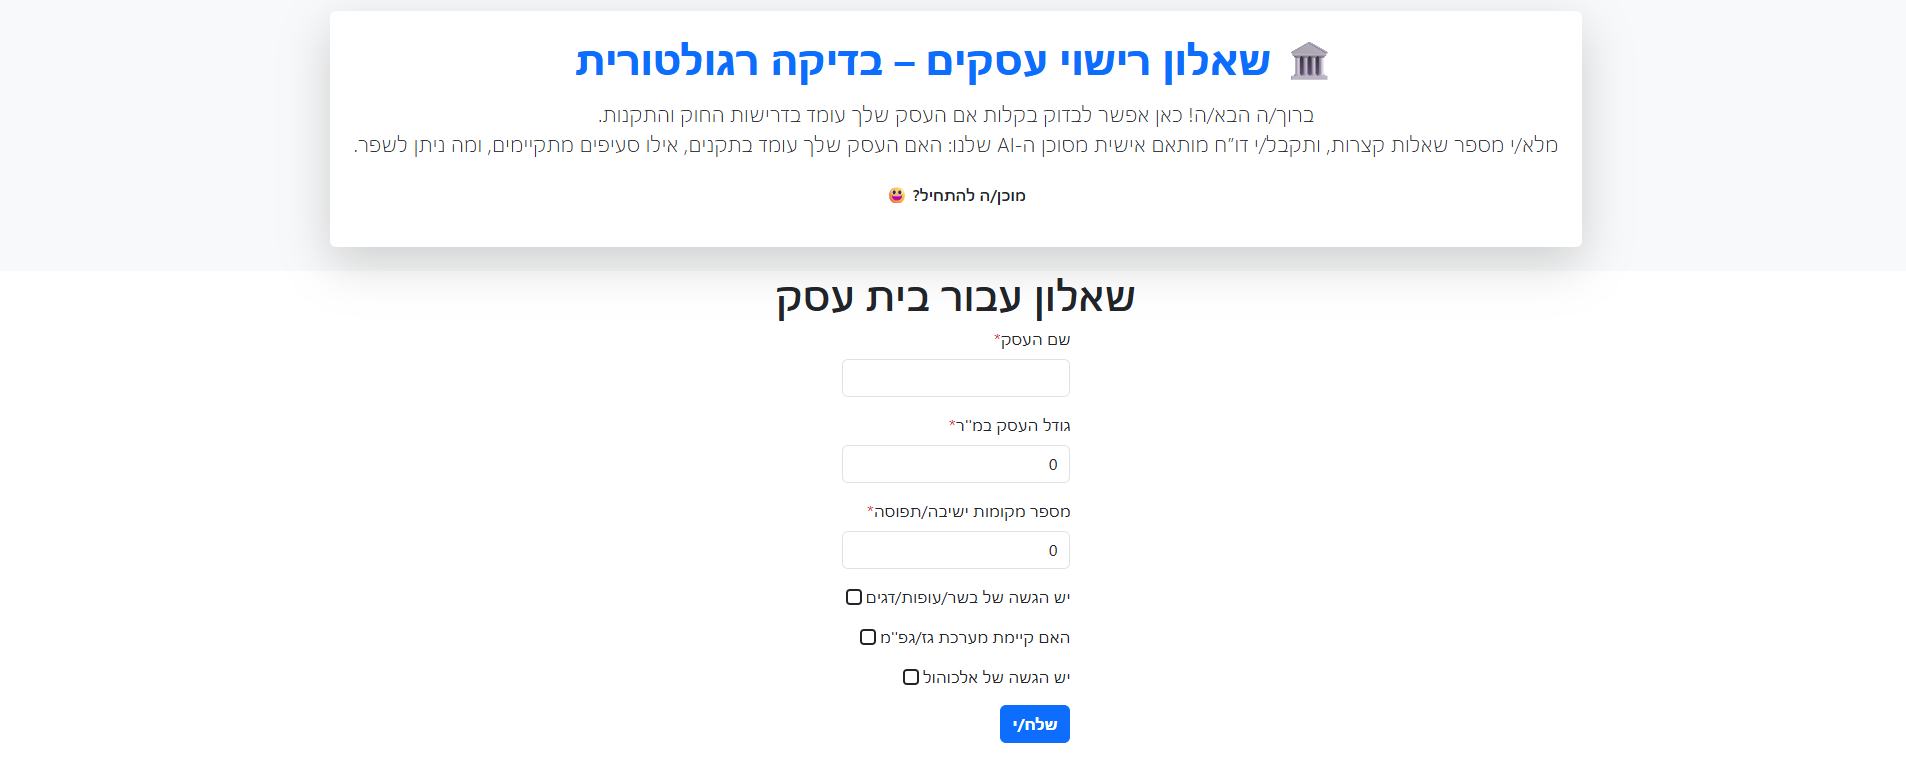 🏛️ שאלון רישוי עסקים – בדיקה רגולטורית
ברוך/ה הבא/ה! כאן אפשר לבדוק בקלות אם העסק שלך עומד בדרישות החוק והתקנות.
מלא/י מספר שאלות קצרות, ותקבל/י דו"ח מותאם אישית מסוכן ה-AI שלנו: האם העסק שלך עומד בתקנים, אילו סעיפים מתקיימים, ומה ניתן לשפר.
מוכן/ה להתחיל? 😃
שאלון עבור בית עסק
שם העסק*
גודל העסק במ''ר*
0
מספר מקומות ישיבה/תפוסה*
0
יש הגשה של בשר/עופות/דגים
האם קיימת מערכת גז/גפ''מ
יש הגשה של אלכוהול
שלח/י